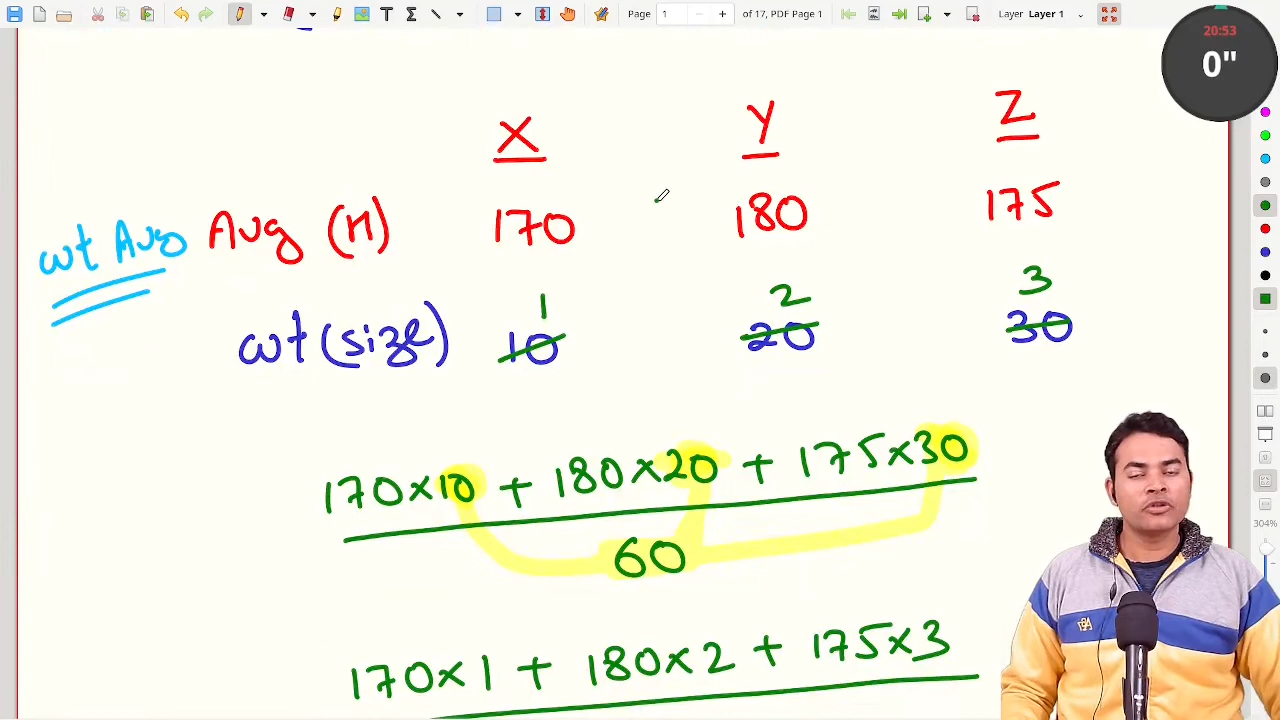 Page 1 of 17, PDF Page 1 Layer Layer 1
20:53
0"
X Y Z
wt Avg Avg (H) 170 180 175
1 2 3
wt (size) 10 20 30
170×10 + 180×20 + 175×30
60
304%
170×1 + 180×2 + 175×3